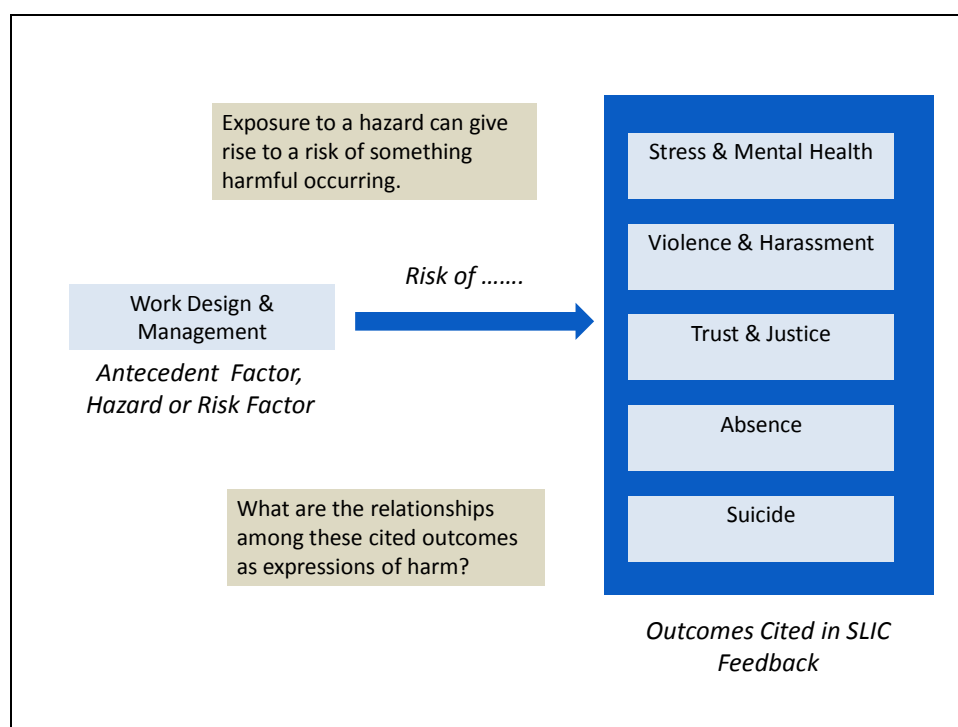 Exposure to a hazard can give
rise to a risk of something
harmful occurring.
Risk of …….
Work Design &
Management
Antecedent Factor,
Hazard or Risk Factor
What are the relationships
among these cited outcomes
as expressions of harm?
Stress & Mental Health
Violence & Harassment
Trust & Justice
Absence
Suicide
Outcomes Cited in SLIC
Feedback